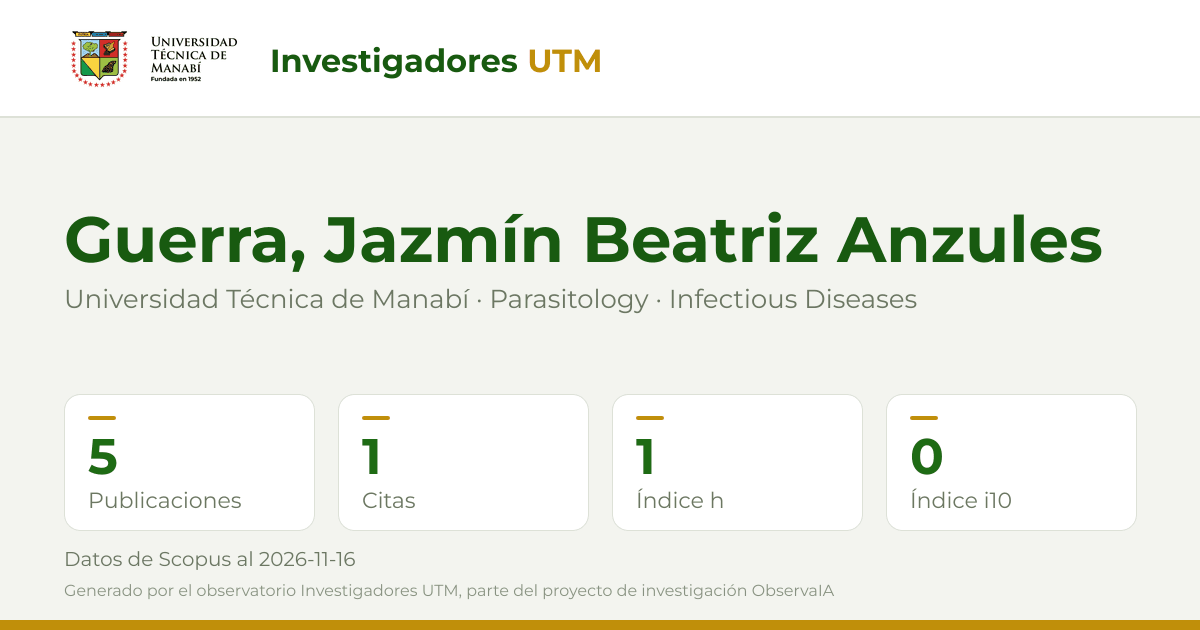 UNIVERSIDAD
TÉCNICA DE
MANABÍ
Fundada en 1952
Investigadores UTM
Guerra, Jazmín Beatriz Anzules
Universidad Técnica de Manabí · Parasitology · Infectious Diseases
5
Publicaciones
1
Citas
1
Índice h
0
Índice i10
Datos de Scopus al 2026-11-16
Generado por el observatorio Investigadores UTM, parte del proyecto de investigación ObservaIA